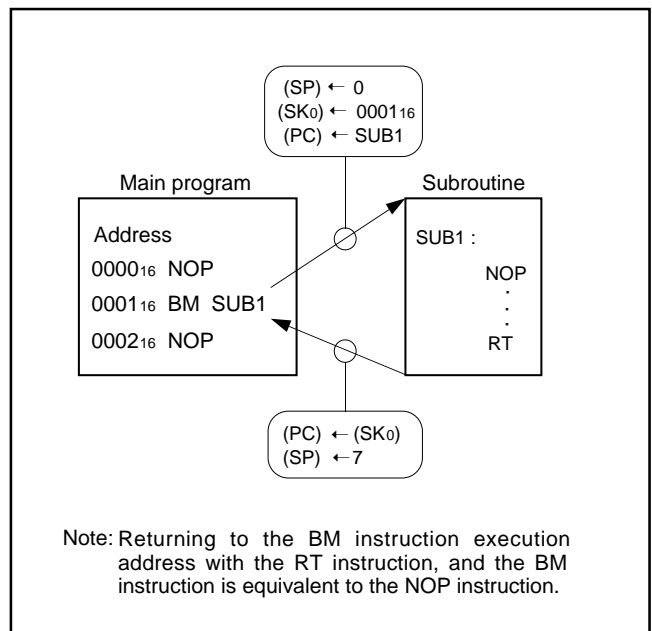 (SP) ← 0
(SK0) ← 000116
(PC) ← SUB1
Main program
Subroutine
Address
000016 NOP
000116 BM SUB1
000216 NOP
SUB1 :
NOP
·
·
·
RT
(PC) ← (SK0)
(SP) ← 7
Note: Returning to the BM instruction execution
address with the RT instruction, and the BM
instruction is equivalent to the NOP instruction.